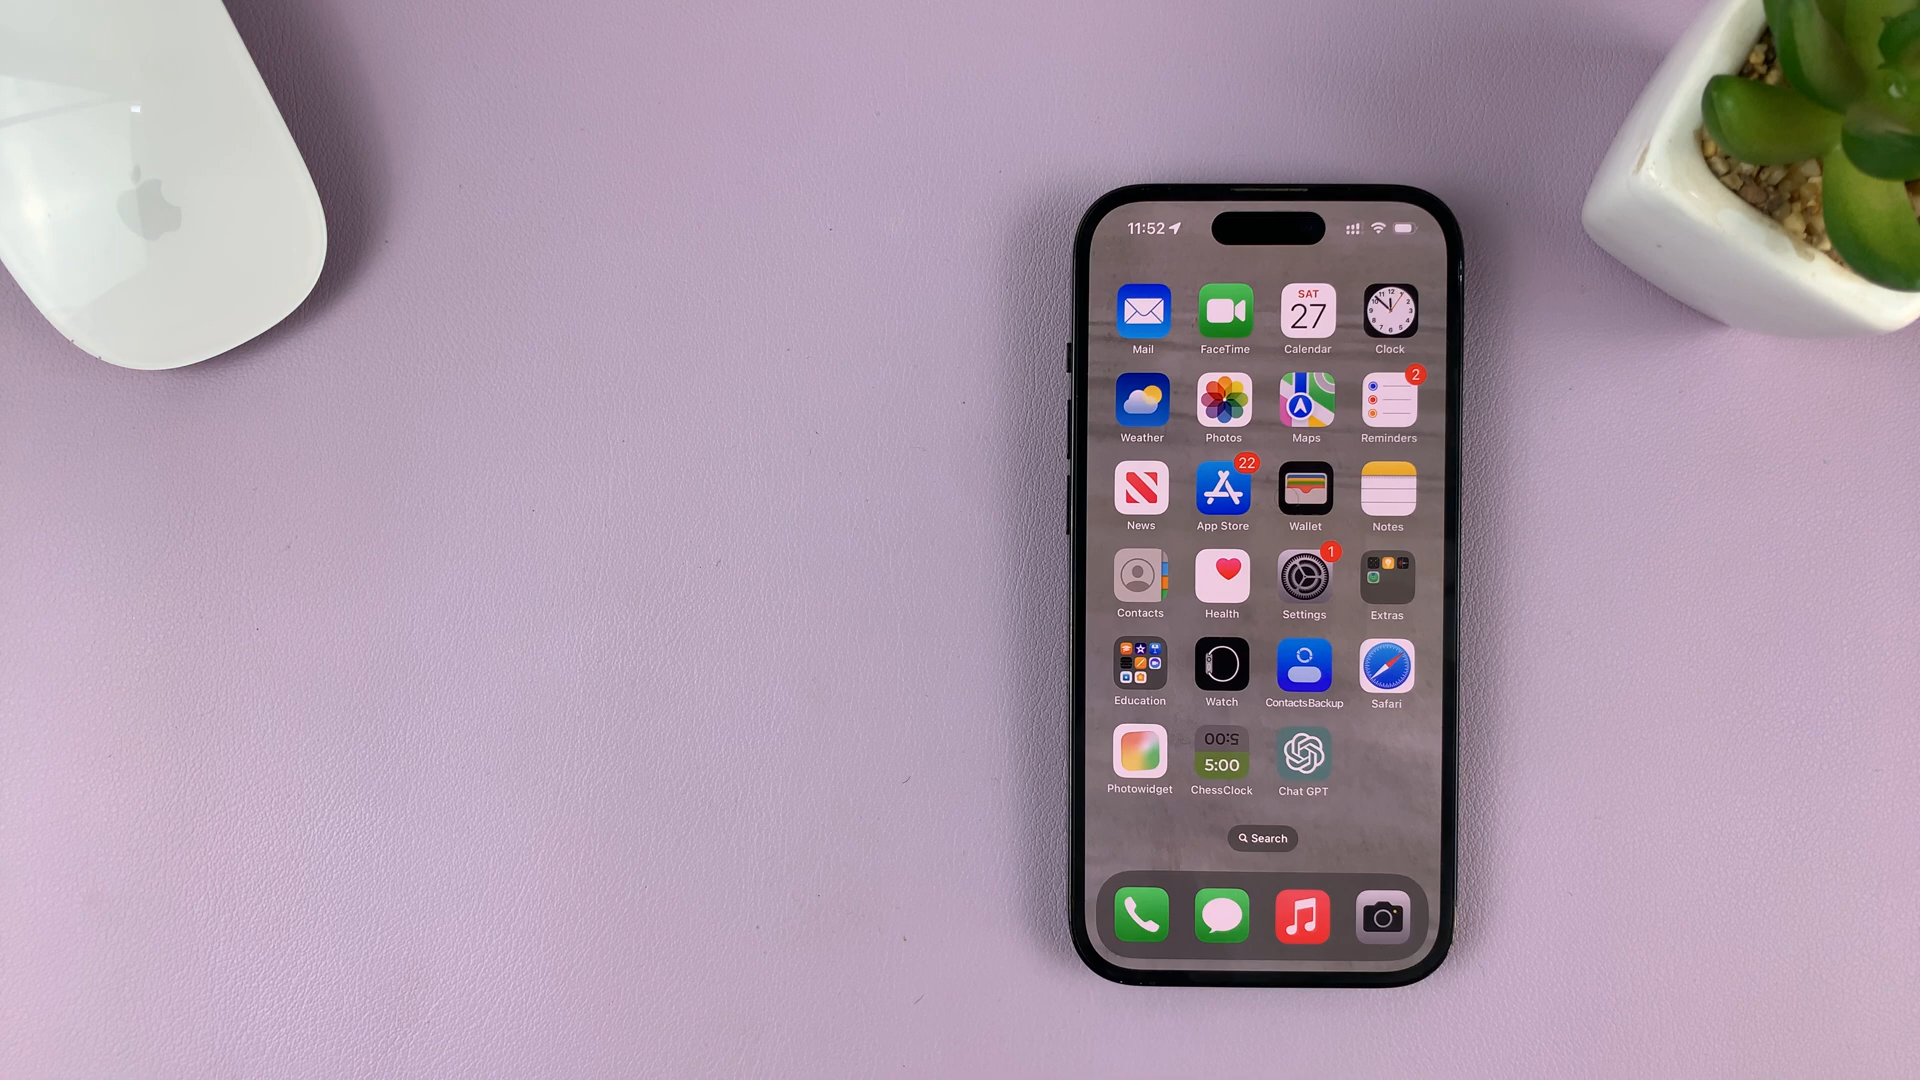 11:52
SAT
27
Mail FaceTime Calendar Clock
2
Weather Photos Maps Reminders
22
News App Store Wallet Notes
1
Contacts Health Settings Extras
Education Watch ContactsBackup Safari
5:00
5:00
Photowidget ChessClock Chat GPT
Search